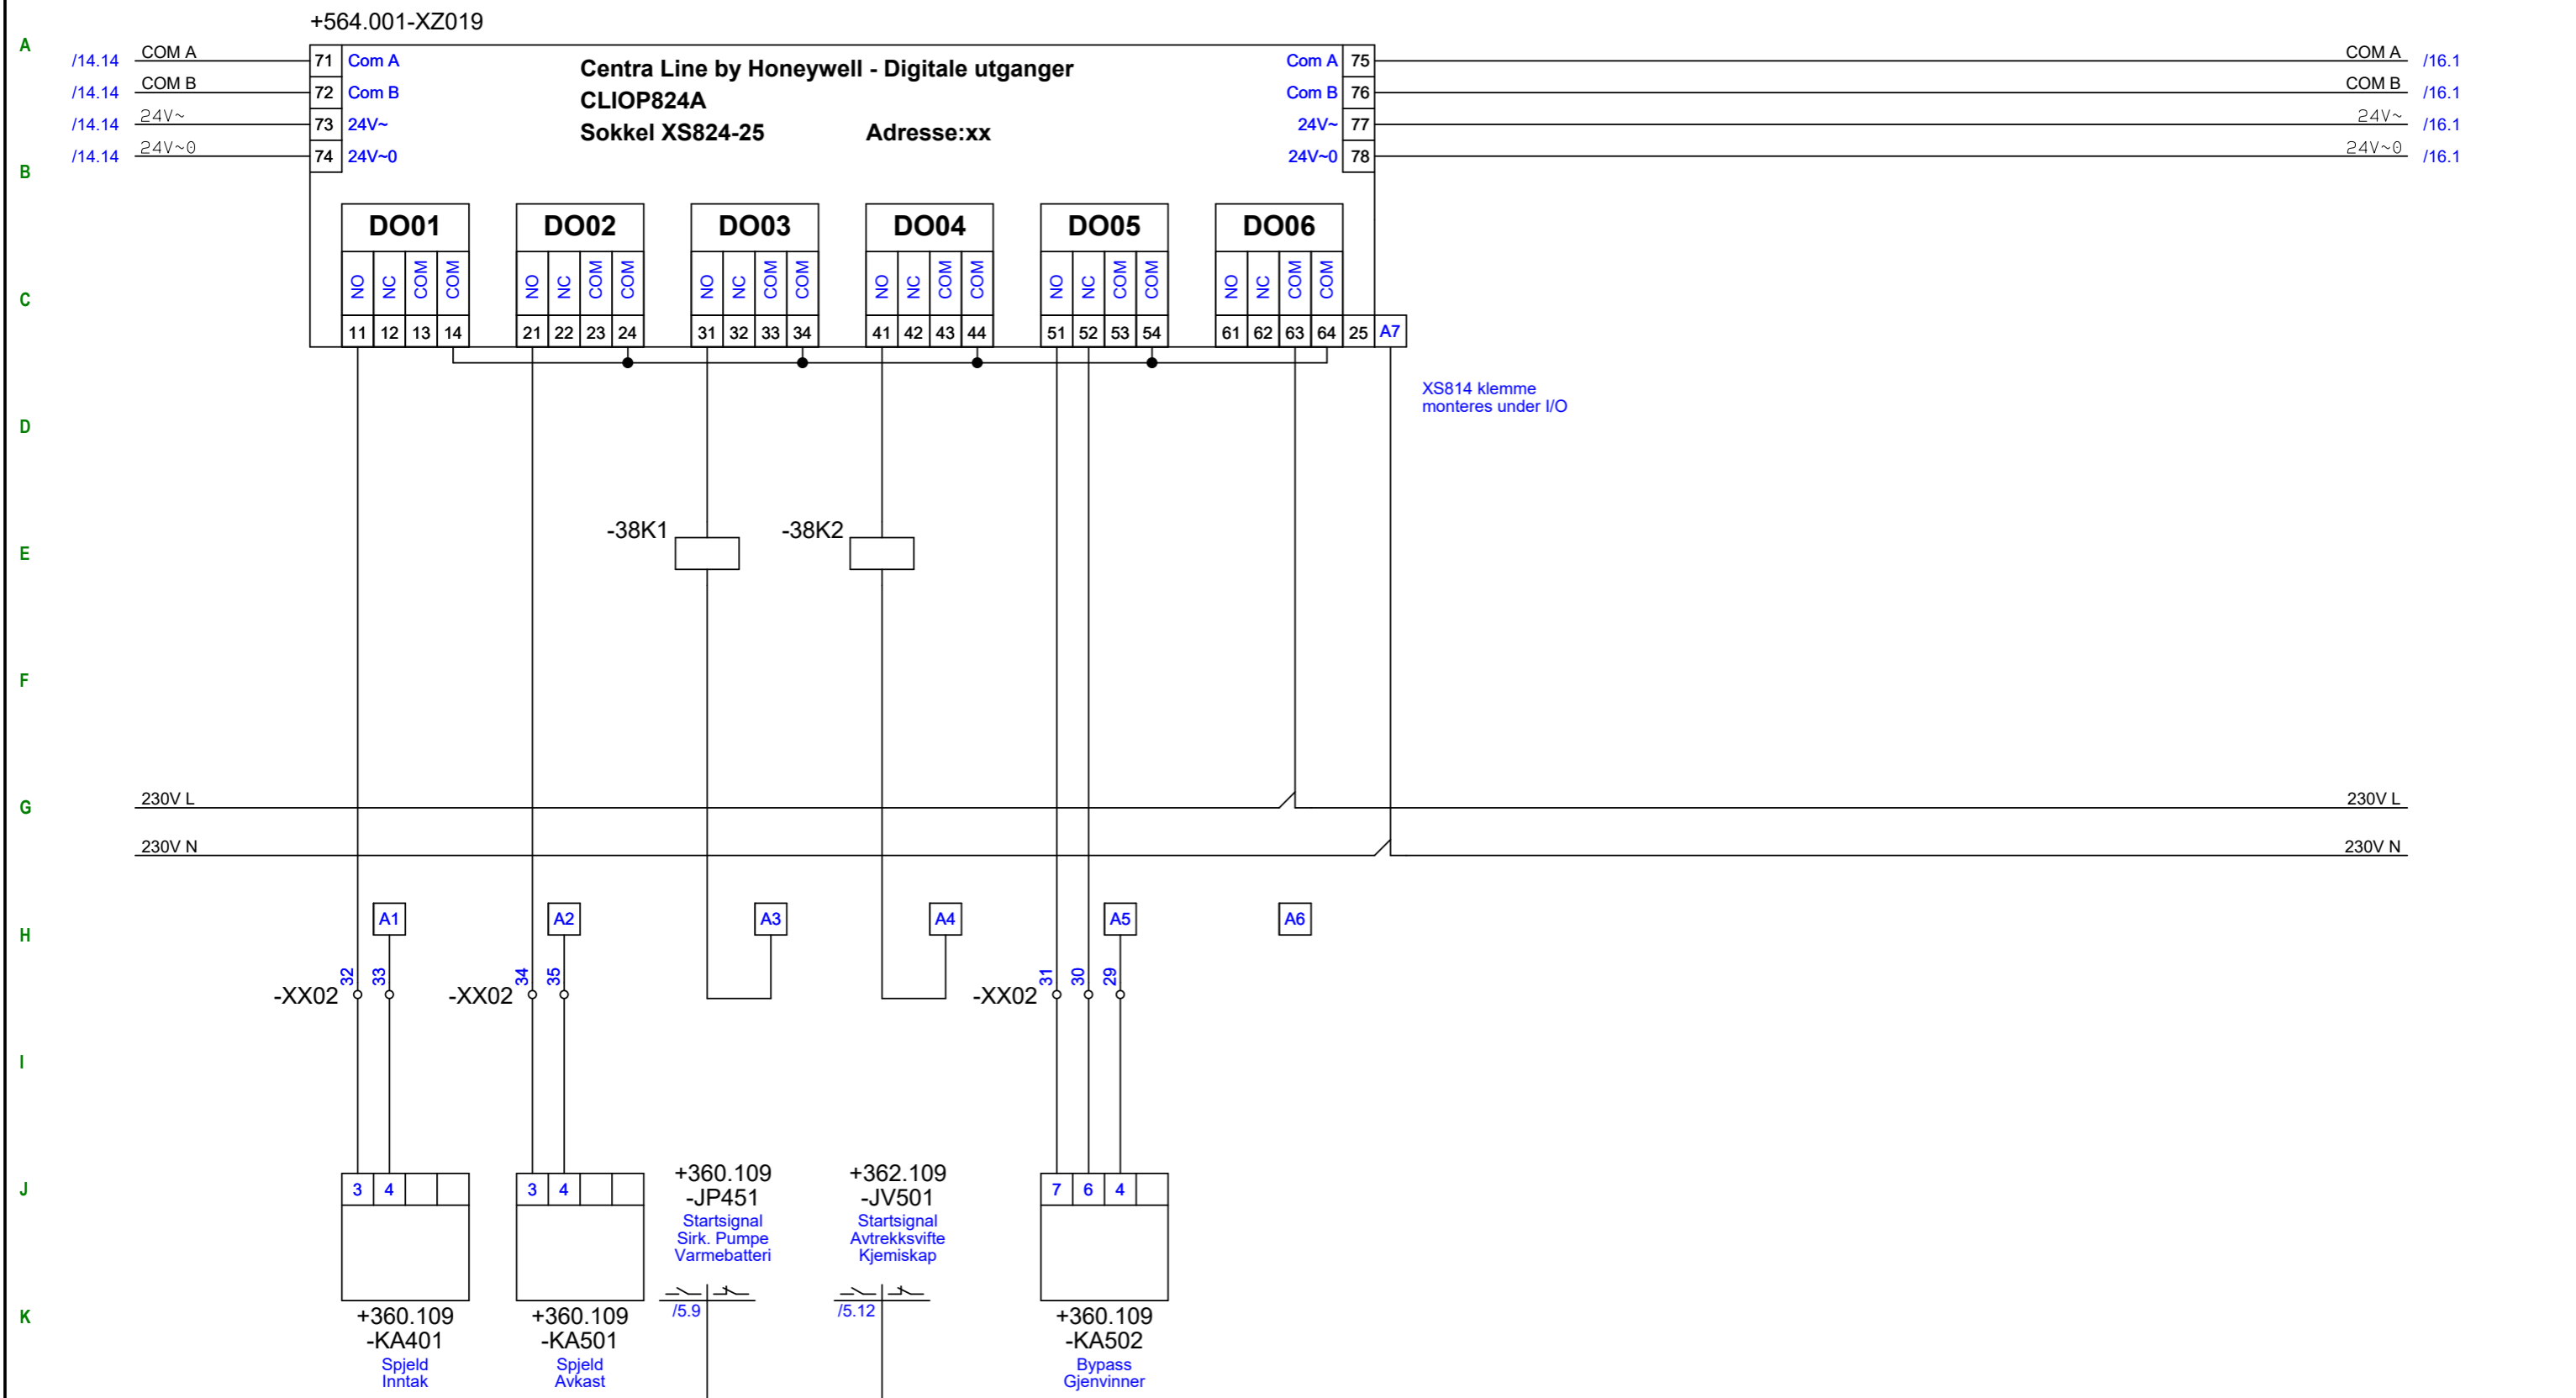 +564.001-XZ019
A
/14.14 COM A 71 Com A
/14.14 COM B 72 Com B
/14.14 24V~ 73 24V~
/14.14 24V~0 74 24V~0
Centra Line by Honeywell - Digitale utganger
CLIOP824A
Sokkel XS824-25 Adresse:xx
Com A 75 COM A /16.1
Com B 76 COM B /16.1
24V~ 77 24V~ /16.1
24V~0 78 24V~0 /16.1
B
DO01 DO02 DO03 DO04 DO05 DO06
C
NO NC COM COM NO NC COM COM NO NC COM COM NO NC COM COM NO NC COM COM NO NC COM COM
11 12 13 14 21 22 23 24 31 32 33 34 41 42 43 44 51 52 53 54 61 62 63 64 25 A7
XS814 klemme
monteres under I/O
D
-38K1 -38K2
E
F
230V L 230V L
G
230V N 230V N
H
A1 A2 A3 A4 A5 A6
32 33 34 35 31 30 29
-XX02 -XX02 -XX02
I
J
3 4 3 4 7 6 4
+360.109
-JP451
Startsignal
Sirk. Pumpe
Varmebatteri
/5.9
+362.109
-JV501
Startsignal
Avtrekksvifte
Kjemiskap
/5.12
K
+360.109
-KA401
Spjeld
Inntak
+360.109
-KA501
Spjeld
Avkast
+360.109
-KA502
Bypass
Gjenvinner